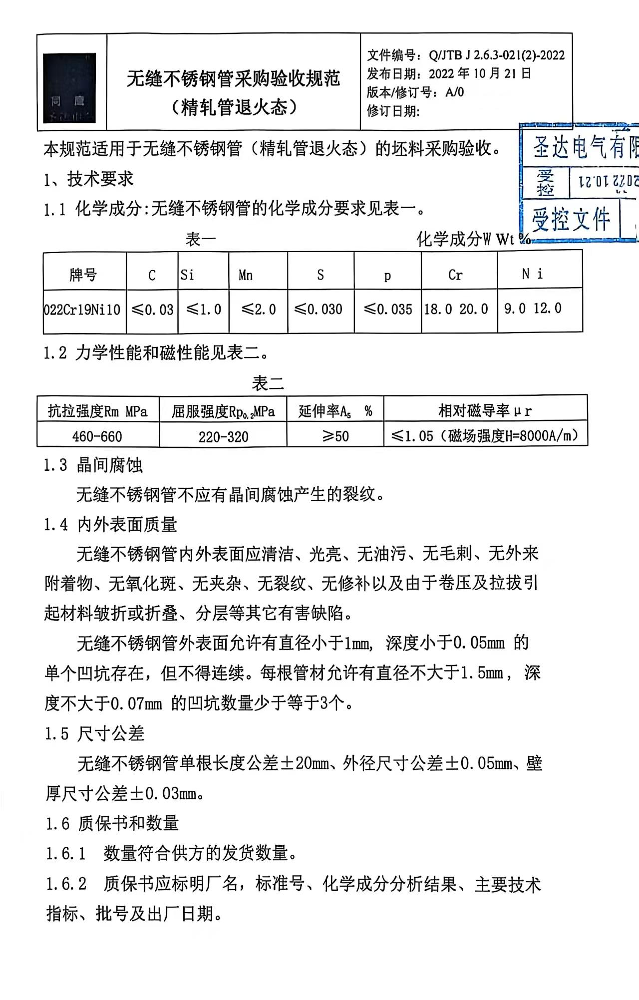 同鷹
无缝不锈钢管采购验收规范
（精轧管退火态）
文件编号：Q/JTB J 2.6.3-021(2)-2022
发布日期：2022 年 10 月 21 日
版本/修订号：A/0
修订日期:
圣达电气有限
受控
2022 10.21
受控文件
本规范适用于无缝不锈钢管（精轧管退火态）的坯料采购验收。
1、技术要求
1.1 化学成分:无缝不锈钢管的化学成分要求见表一。
表一 化学成分W Wt %
牌号 C Si Mn S p Cr N i
022Cr19Ni10 ≤0.03 ≤1.0 ≤2.0 ≤0.030 ≤0.035 18.0 20.0 9.0 12.0
1.2 力学性能和磁性能见表二。
表二
抗拉强度Rm MPa 屈服强度Rp0.2MPa 延伸率A5 % 相对磁导率μr
460-660 220-320 ≥50 ≤1.05（磁场强度H=8000A/m）
1.3 晶间腐蚀
无缝不锈钢管不应有晶间腐蚀产生的裂纹。
1.4 内外表面质量
无缝不锈钢管内外表面应清洁、光亮、无油污、无毛刺、无外来
附着物、无氧化斑、无夹杂、无裂纹、无修补以及由于卷压及拉拔引
起材料皱折或折叠、分层等其它有害缺陷。
无缝不锈钢管外表面允许有直径小于1mm, 深度小于0.05mm 的
单个凹坑存在，但不得连续。每根管材允许有直径不大于1.5mm, 深
度不大于0.07mm 的凹坑数量少于等于3个。
1.5 尺寸公差
无缝不锈钢管单根长度公差±20mm、外径尺寸公差±0.05mm、壁
厚尺寸公差±0.03mm。
1.6 质保书和数量
1.6.1 数量符合供方的发货数量。
1.6.2 质保书应标明厂名，标准号、化学成分分析结果、主要技术
指标、批号及出厂日期。